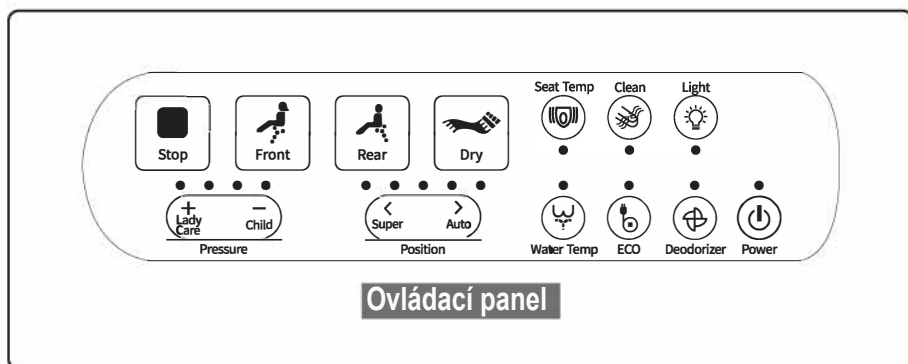 Seat Temp Clean Light
Stop Front Rear Dry
+ −
Lady Care Child
Pressure
< >
Super Auto
Position
Water Temp ECO Deodorizer Power
Ovládací panel